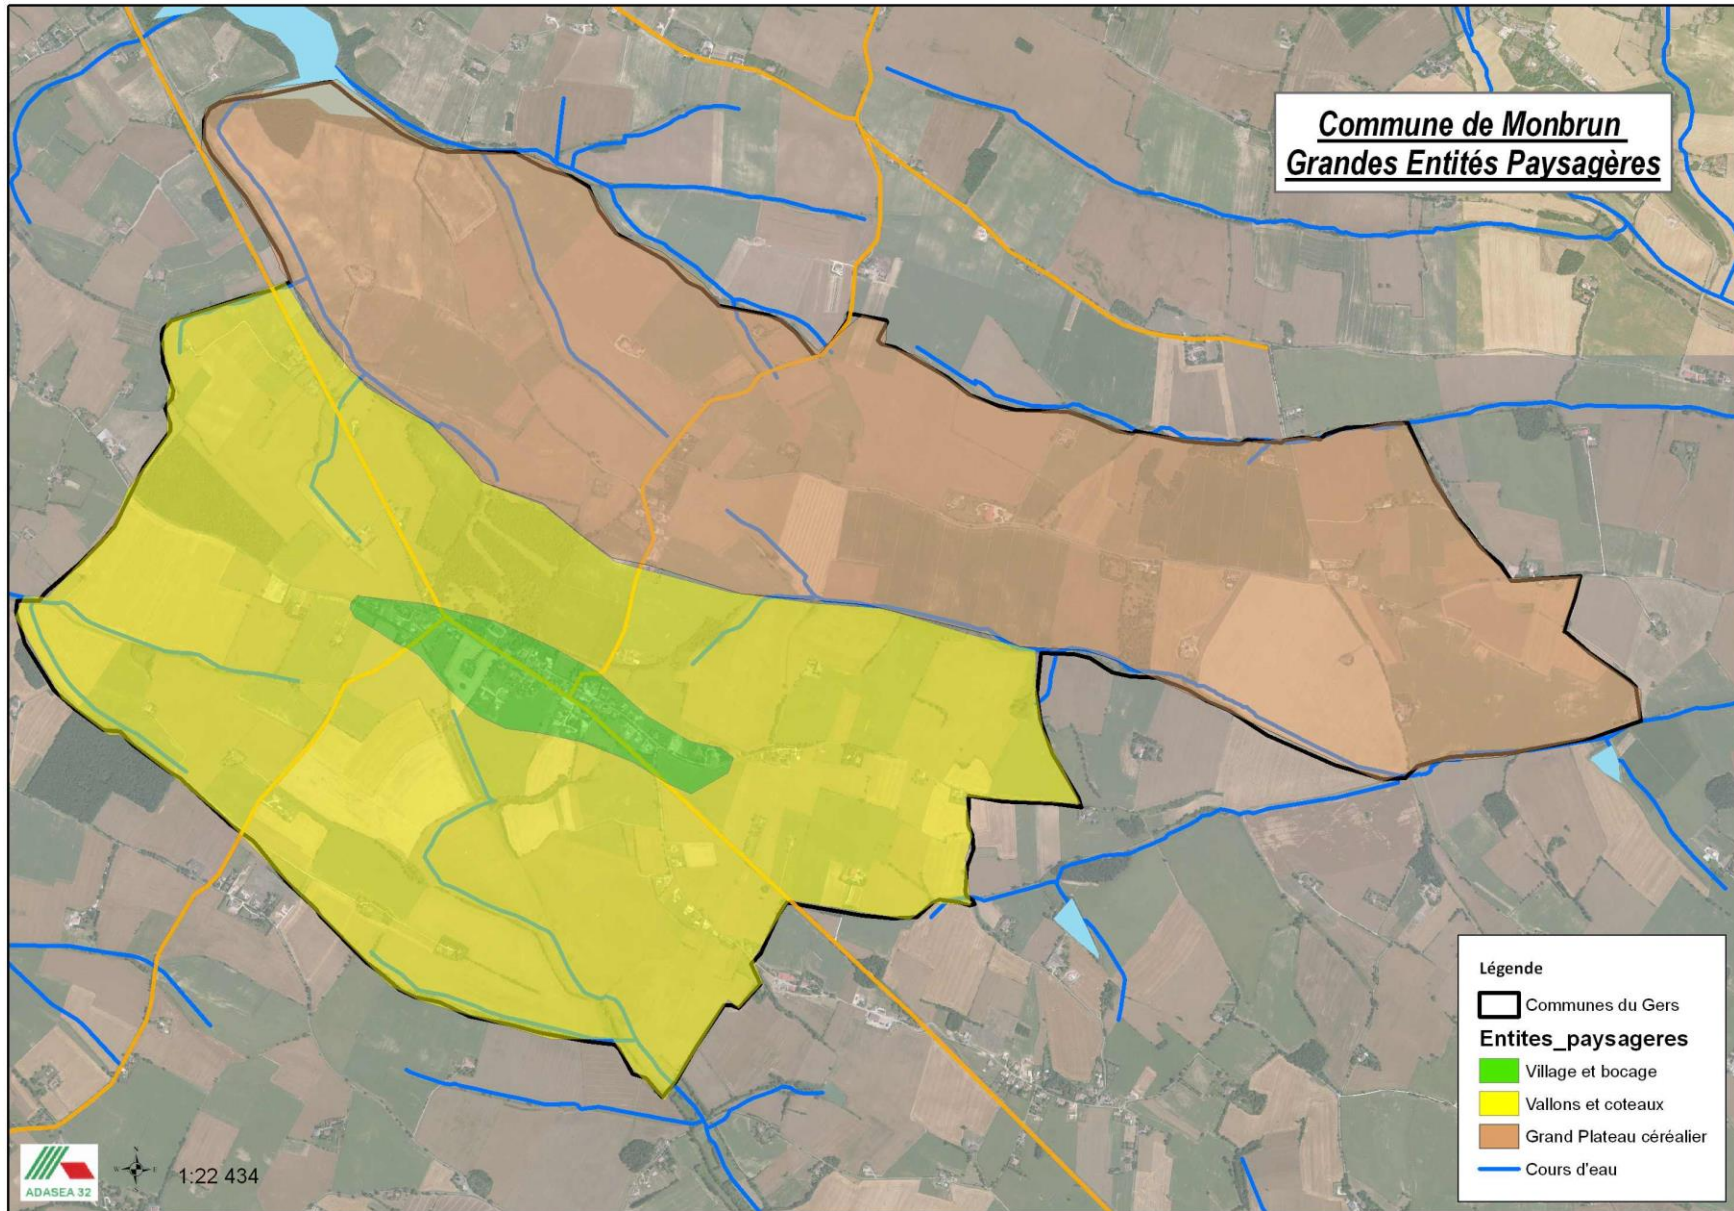 Commune de Monbrun
Grandes Entités Paysagères
Légende
Communes du Gers
Entites_paysageres
Village et bocage
Vallons et coteaux
Grand Plateau céréalier
Cours d'eau
ADASEA 32
N
W E
S
1:22 434